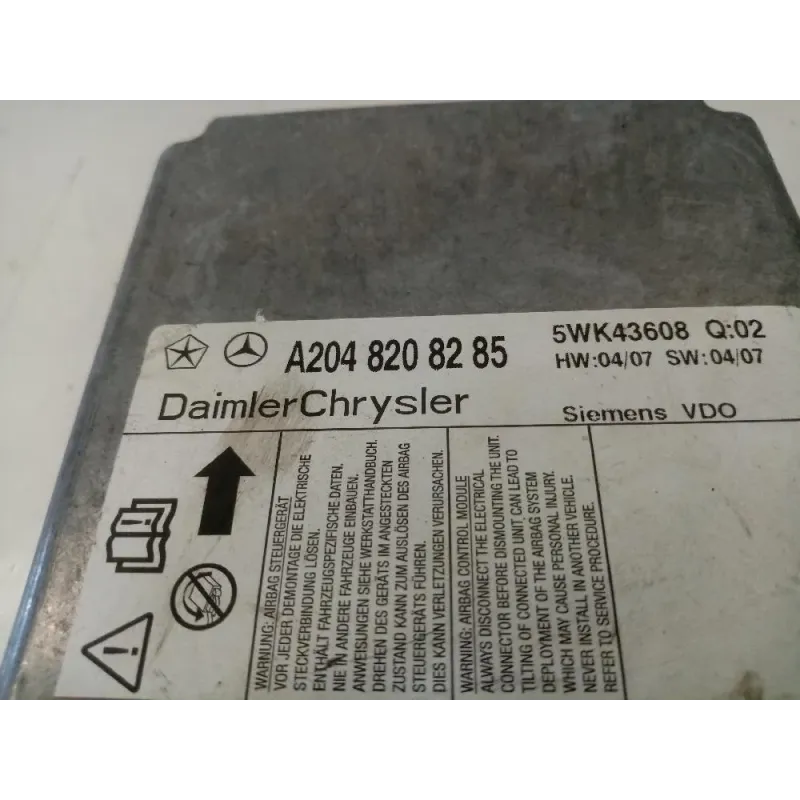 A204 820 82 85
5WK43608 Q:02
HW:04/07 SW:04/07
DaimlerChrysler
Siemens VDO
WARNUNG: AIRBAG STEUERGERÄT
VOR JEDER DEMONTAGE DIE ELEKTRISCHE
STECKVERBINDUNG LÖSEN.
ENTHÄLT FAHRZEUGSPEZIFISCHE DATEN.
NIE IN ANDERE FAHRZEUGE EINBAUEN.
ANWEISUNGEN SIEHE WERKSTATTHANDBUCH.
DREHEN DES GERÄTS IM ANGESTECKTEN
ZUSTAND KANN ZUM AUSLÖSEN DES AIRBAG
STEUERGERÄTS FÜHREN.
DIES KANN VERLETZUNGEN VERURSACHEN.
WARNING: AIRBAG CONTROL MODULE
ALWAYS DISCONNECT THE ELECTRICAL
CONNECTOR BEFORE DISMOUNTING THE UNIT.
TILTING OF CONNECTED UNIT CAN LEAD TO
DEPLOYMENT OF THE AIRBAG SYSTEM
WHICH MAY CAUSE PERSONAL INJURY.
NEVER INSTALL IN ANOTHER VEHICLE.
REFER TO SERVICE PROCEDURE.